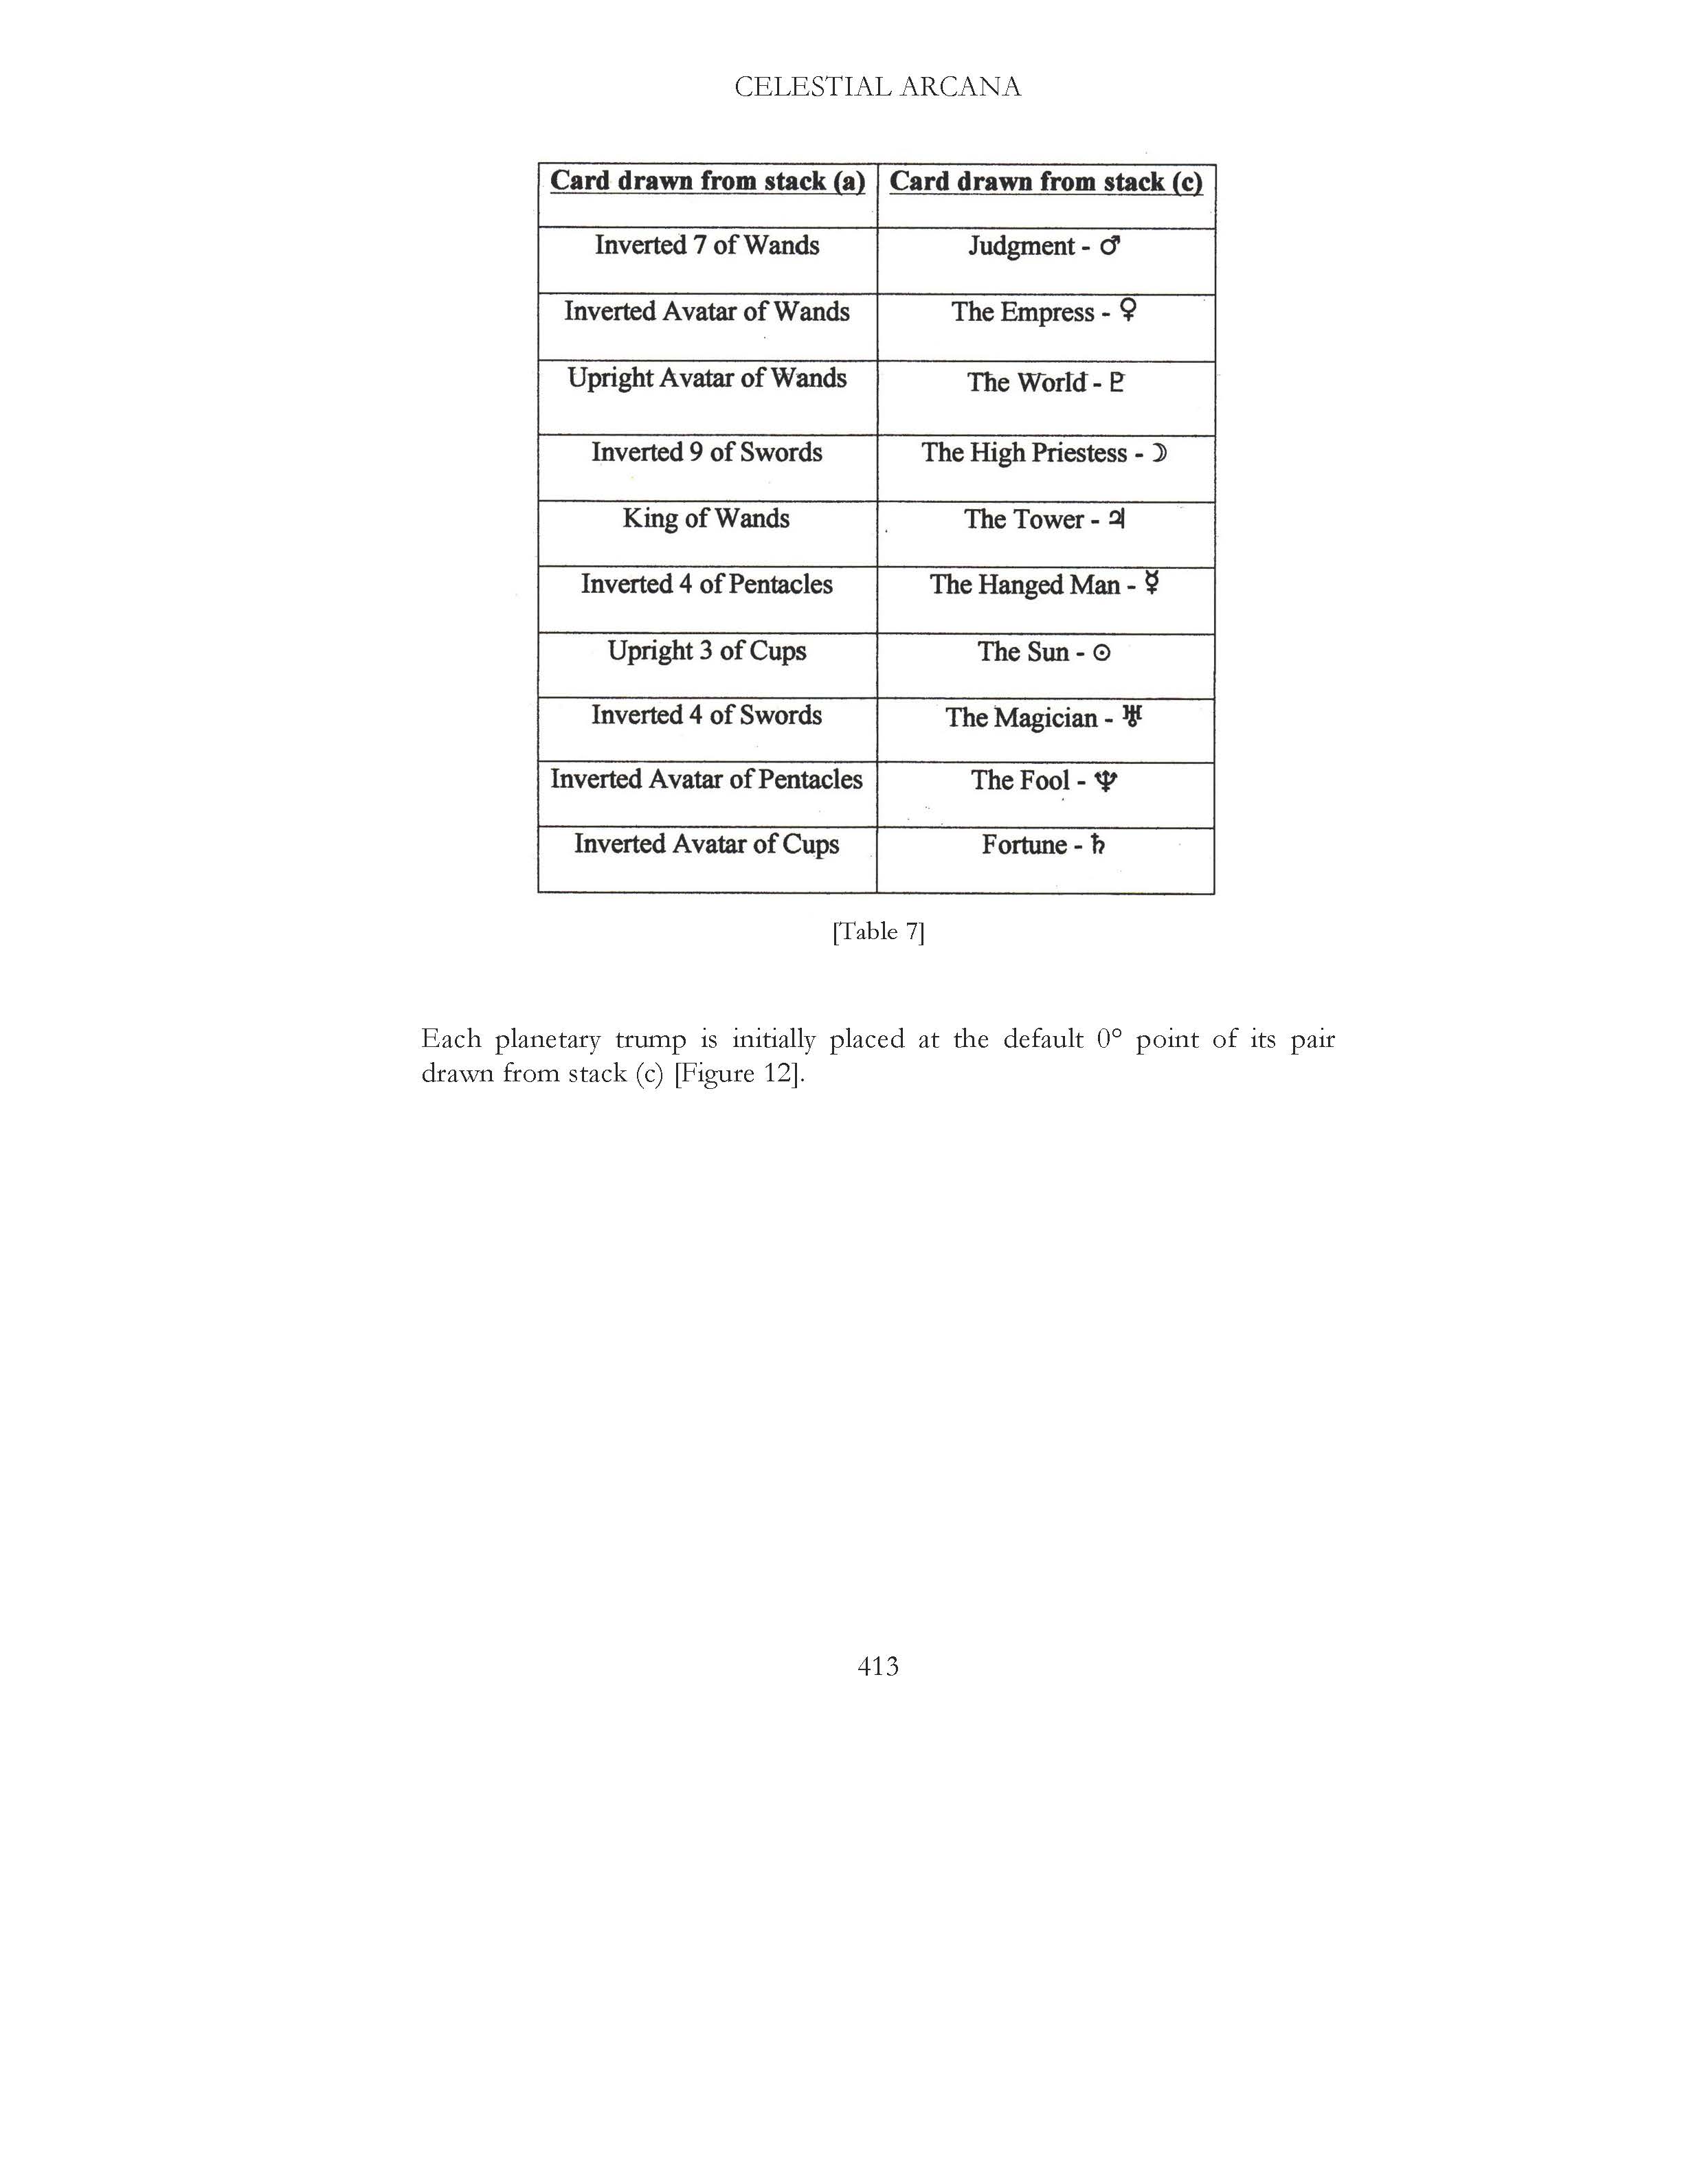 CELESTIAL ARCANA
Card drawn from stack (a) Card drawn from stack (c)
Inverted 7 of Wands Judgment - ♂
Inverted Avatar of Wands The Empress - ♀
Upright Avatar of Wands The World - ♇
Inverted 9 of Swords The High Priestess - ☽
King of Wands The Tower - ♃
Inverted 4 of Pentacles The Hanged Man - ☿
Upright 3 of Cups The Sun - ☉
Inverted 4 of Swords The Magician - ♅
Inverted Avatar of Pentacles The Fool - ♆
Inverted Avatar of Cups Fortune - ♄
[Table 7]
Each planetary trump is initially placed at the default 0° point of its pair
drawn from stack (c) [Figure 12].
413